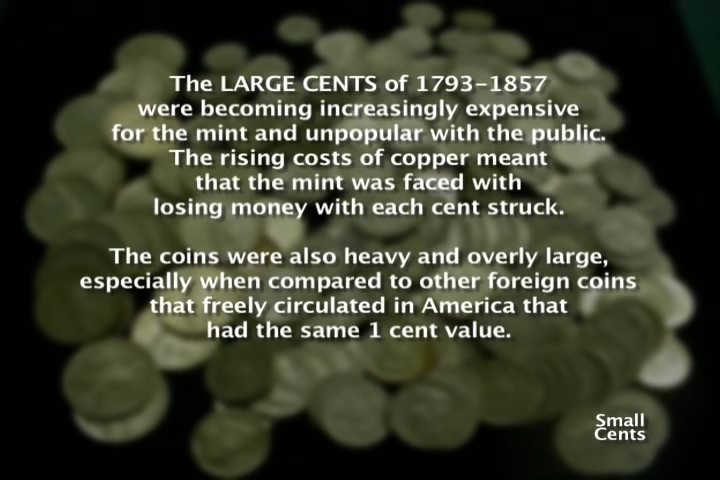 The LARGE CENTS of 1793-1857
were becoming increasingly expensive
for the mint and unpopular with the public.
The rising costs of copper meant
that the mint was faced with
losing money with each cent struck.
The coins were also heavy and overly large,
especially when compared to other foreign coins
that freely circulated in America that
had the same 1 cent value.
Small
Cents